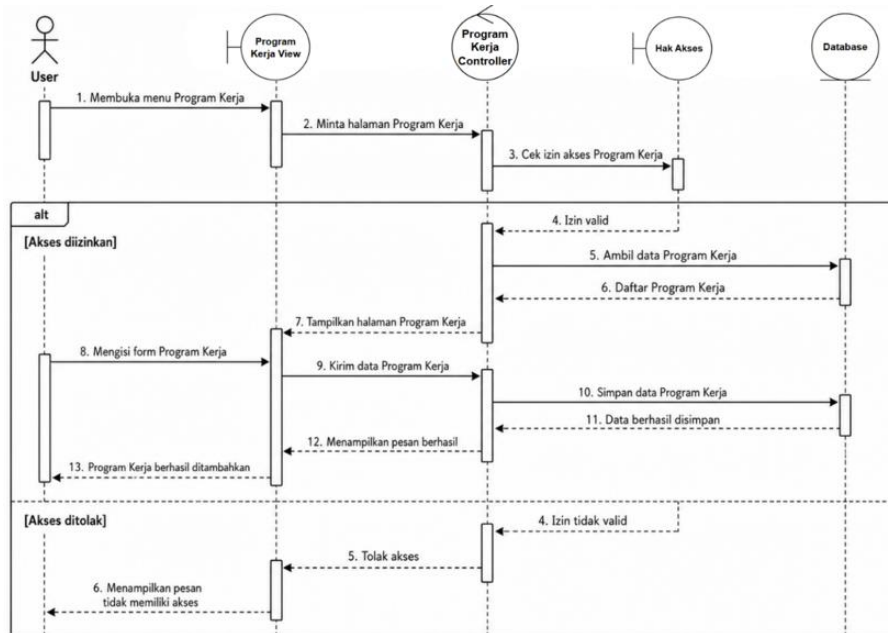 Program
Kerja View
Program
Kerja
Controller
Hak Akses
Database
User
1. Membuka menu Program Kerja
2. Minta halaman Program Kerja
3. Cek izin akses Program Kerja
alt
4. Izin valid
[Akses diizinkan]
5. Ambil data Program Kerja
6. Daftar Program Kerja
7. Tampilkan halaman Program Kerja
8. Mengisi form Program Kerja
9. Kirim data Program Kerja
10. Simpan data Program Kerja
11. Data berhasil disimpan
12. Menampilkan pesan berhasil
13. Program Kerja berhasil ditambahkan
[Akses ditolak]
4. Izin tidak valid
5. Tolak akses
6. Menampilkan pesan
tidak memiliki akses